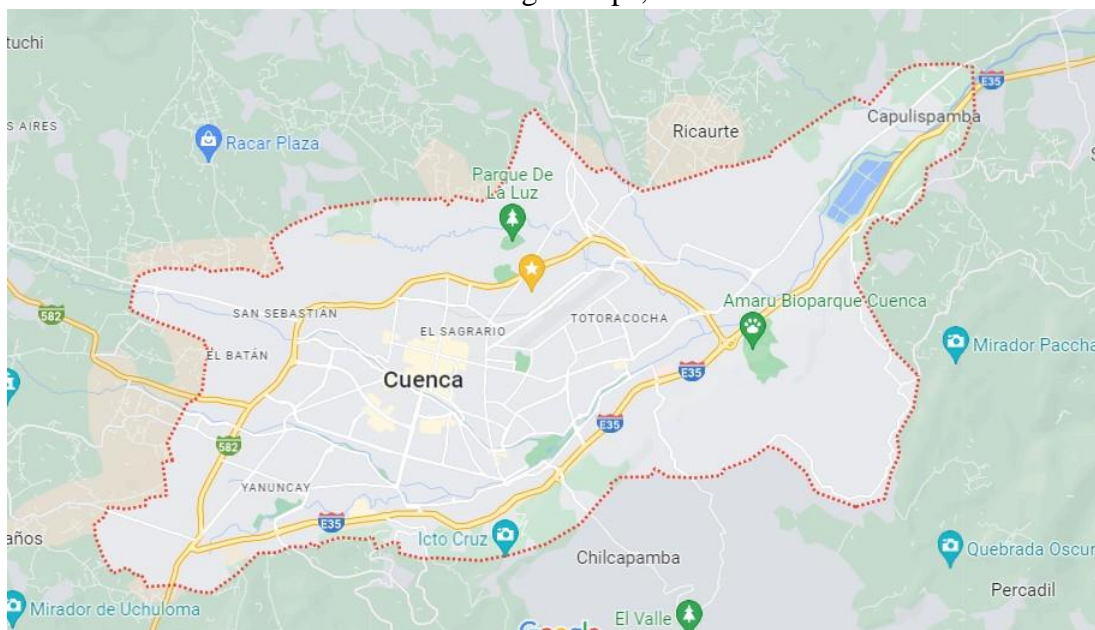 tuchi
E35
Capulispamba
AIRES
Racar Plaza
Ricaurte
Parque De
La Luz
582
SAN SEBASTIÁN
EL SAGRARIO
TOTORACOCHA
Amaru Bioparque Cuenca
EL BATÁN
Mirador Paccha
Cuenca
E35
E35
582
YANUNCAY
E35
años
Icto Cruz
Chilcapamba
Quebrada Oscur
Percadil
Mirador de Uchuloma
El Valle